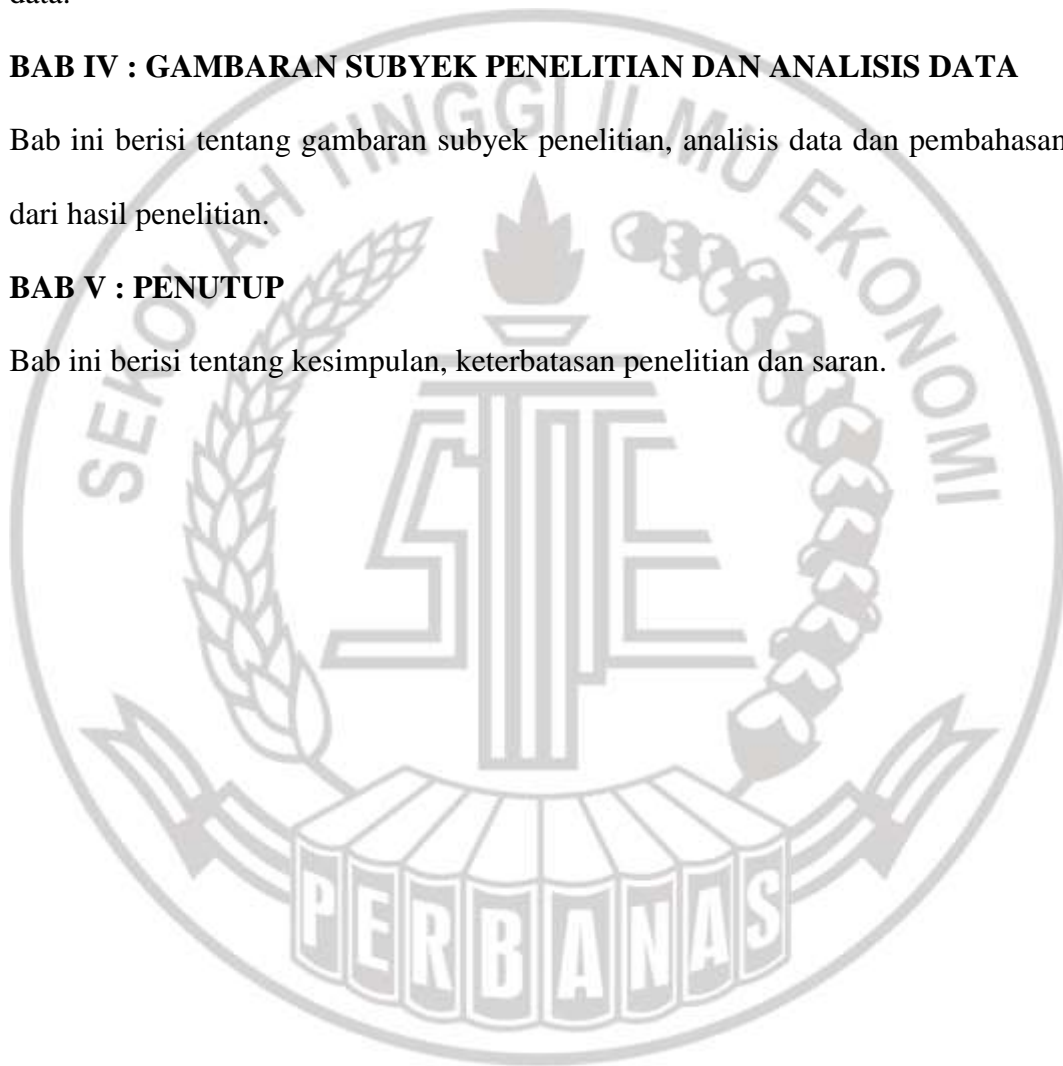 data.
BAB IV : GAMBARAN SUBYEK PENELITIAN DAN ANALISIS DATA
Bab ini berisi tentang gambaran subyek penelitian, analisis data dan pembahasan
dari hasil penelitian.
BAB V : PENUTUP
Bab ini berisi tentang kesimpulan, keterbatasan penelitian dan saran.
SEKOLAH TINGGI ILMU EKONOMI
STIE
PERBANAS